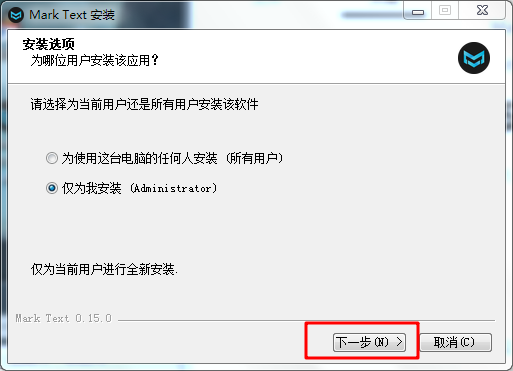 Mark Text 安装
安装选项
为哪位用户安装该应用?
请选择为当前用户还是所有用户安装该软件
为使用这台电脑的任何人安装 (所有用户)
仅为我安装 (Administrator)
仅为当前用户进行全新安装.
Mark Text 0.15.0
下一步(N) >
取消(C)